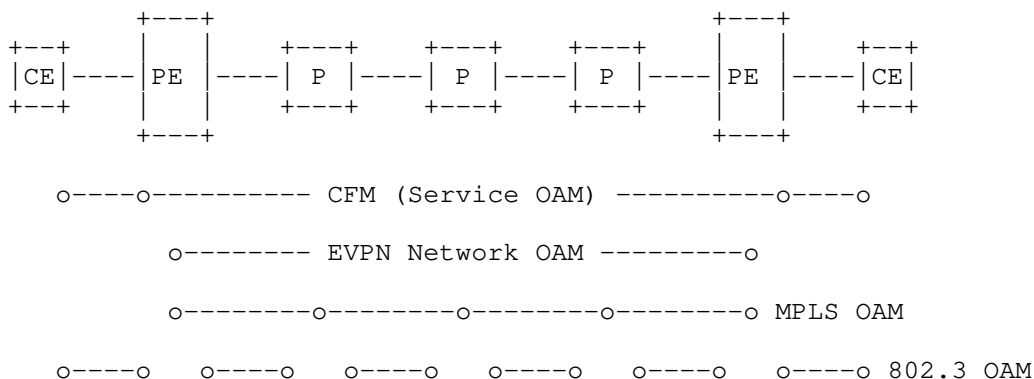 CE PE P P P PE CE
CFM (Service OAM)
EVPN Network OAM
MPLS OAM
802.3 OAM